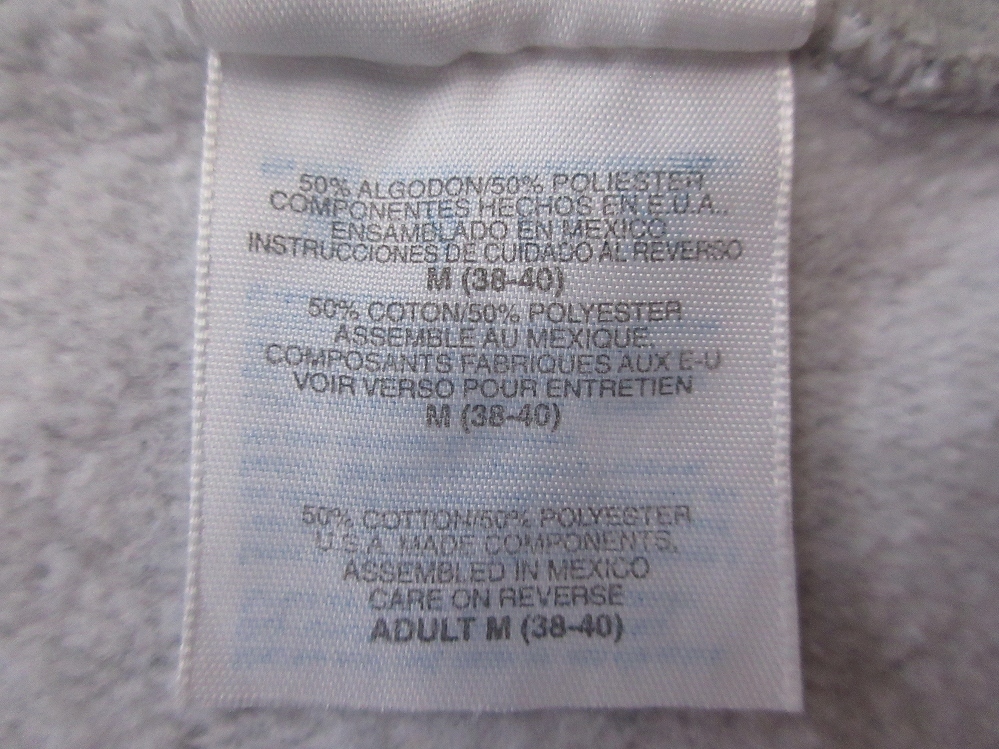 50% ALGODON/50% POLIESTER
COMPONENTES HECHOS EN E.U.A.,
ENSAMBLADO EN MEXICO
INSTRUCCIONES DE CUIDADO AL REVERSO
M (38-40)
50% COTON/50% POLYESTER
ASSEMBLE AU MEXIQUE.
COMPOSANTS FABRIQUES AUX E-U
VOIR VERSO POUR ENTRETIEN
M (38-40)
50% COTTON/50% POLYESTER
U.S.A. MADE COMPONENTS,
ASSEMBLED IN MEXICO
CARE ON REVERSE
ADULT M (38-40)